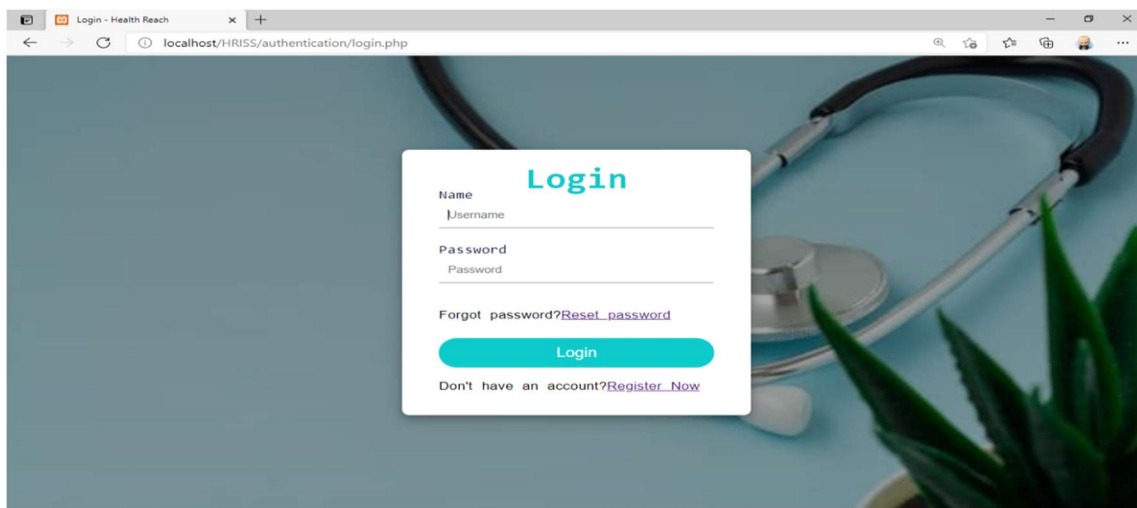 Login - Health Reach
localhost/HRISS/authentication/login.php
Login
Name
Username
Password
Password
Forgot password?Reset password
Login
Don't have an account?Register Now